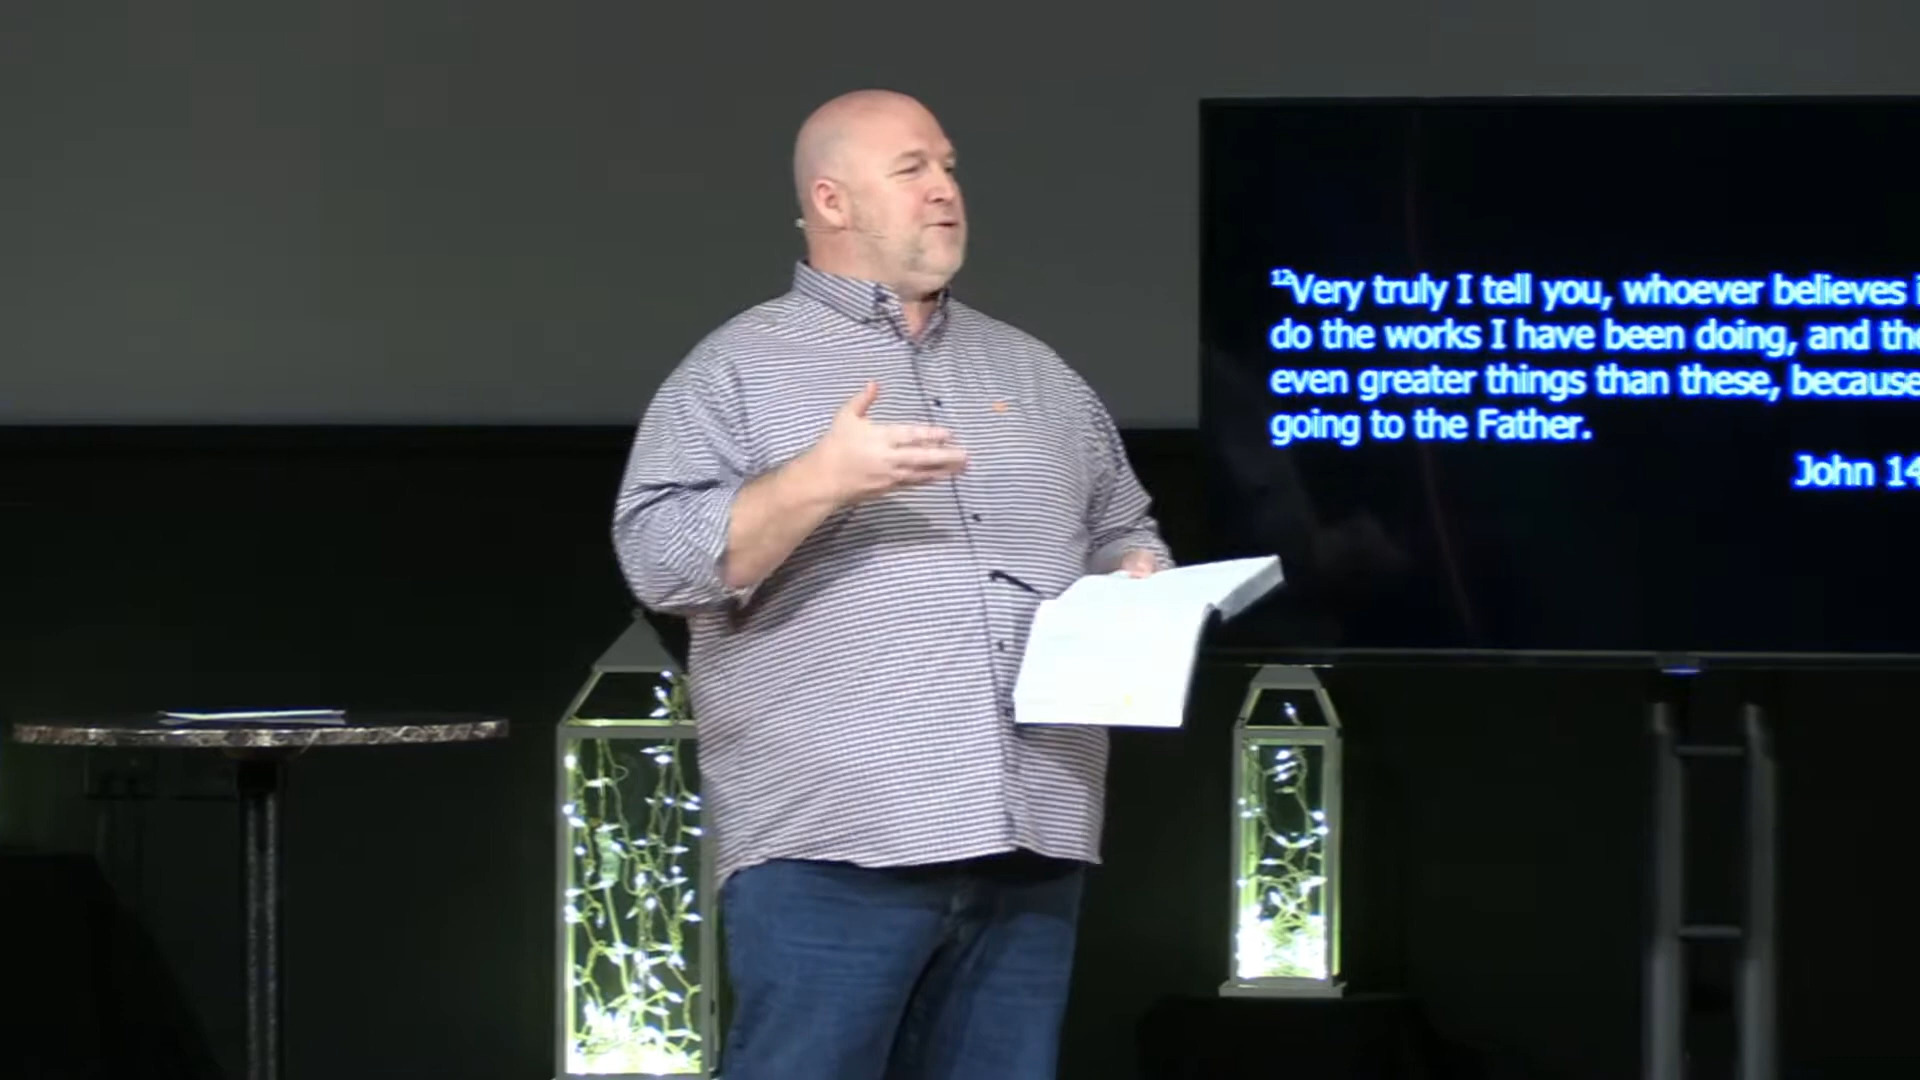 ¹²Very truly I tell you, whoever believes
do the works I have been doing, and
even greater things than these, because
going to the Father.
John 14